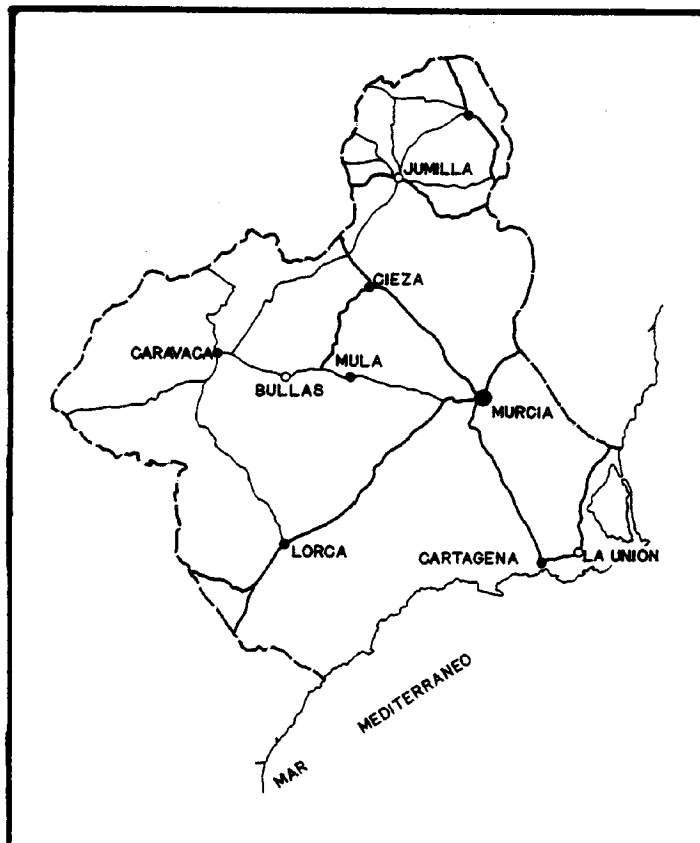 JUMILLA
CIEZA
CARAVACA
BULLAS
MULA
MURCIA
LORCA
CARTAGENA
LA UNION
MAR MEDITERRANEO